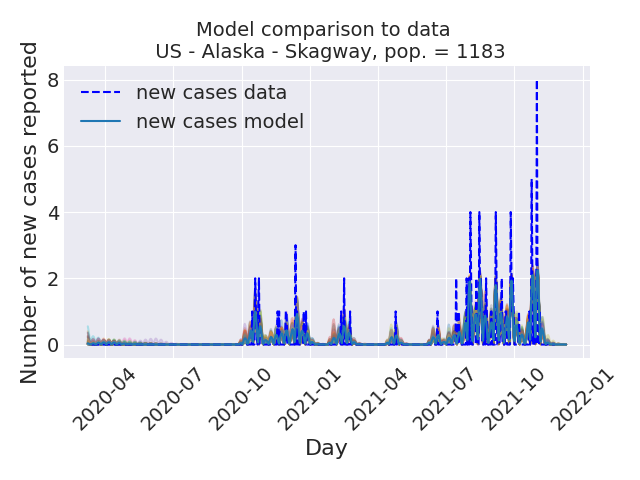 Model comparison to data
US - Alaska - Skagway, pop. = 1183
Number of new cases reported
8
6
4
2
0
new cases data
new cases model
2020-04
2020-07
2020-10
2021-01
2021-04
2021-07
2021-10
2022-01
Day